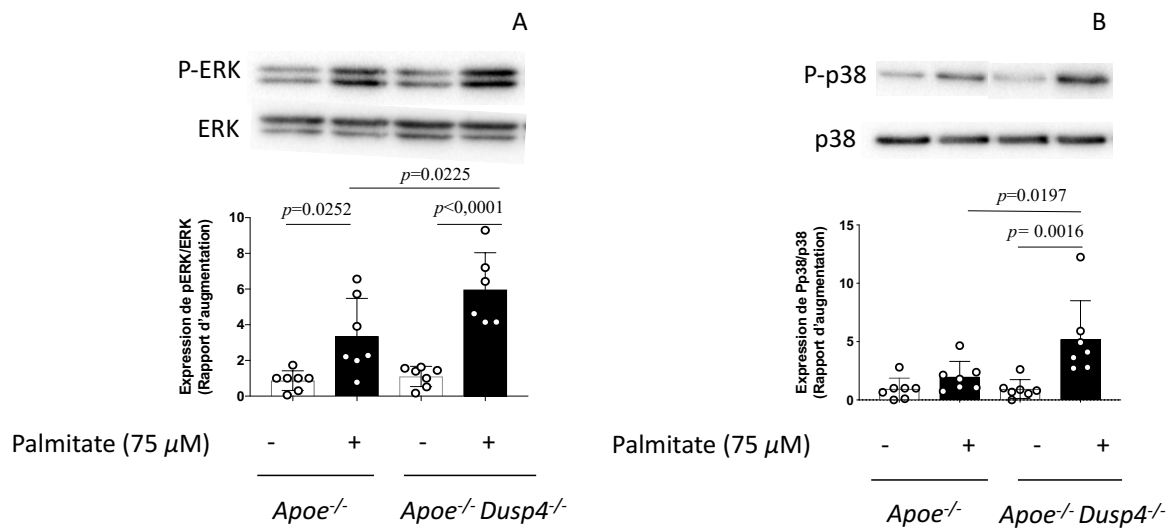 A
P-ERK
ERK
p=0.0225
p=0.0252
p<0,0001
Expression de pERK/ERK
(Rapport d'augmentation)
10
8
6
4
2
0
Palmitate (75 µM)
- + - +
Apoe-/-
Apoe-/- Dusp4-/-
B
P-p38
p38
p=0.0197
p= 0.0016
Expression de Pp38/p38
(Rapport d'augmentation)
15
10
5
0
Palmitate (75 µM)
- + - +
Apoe-/-
Apoe-/- Dusp4-/-